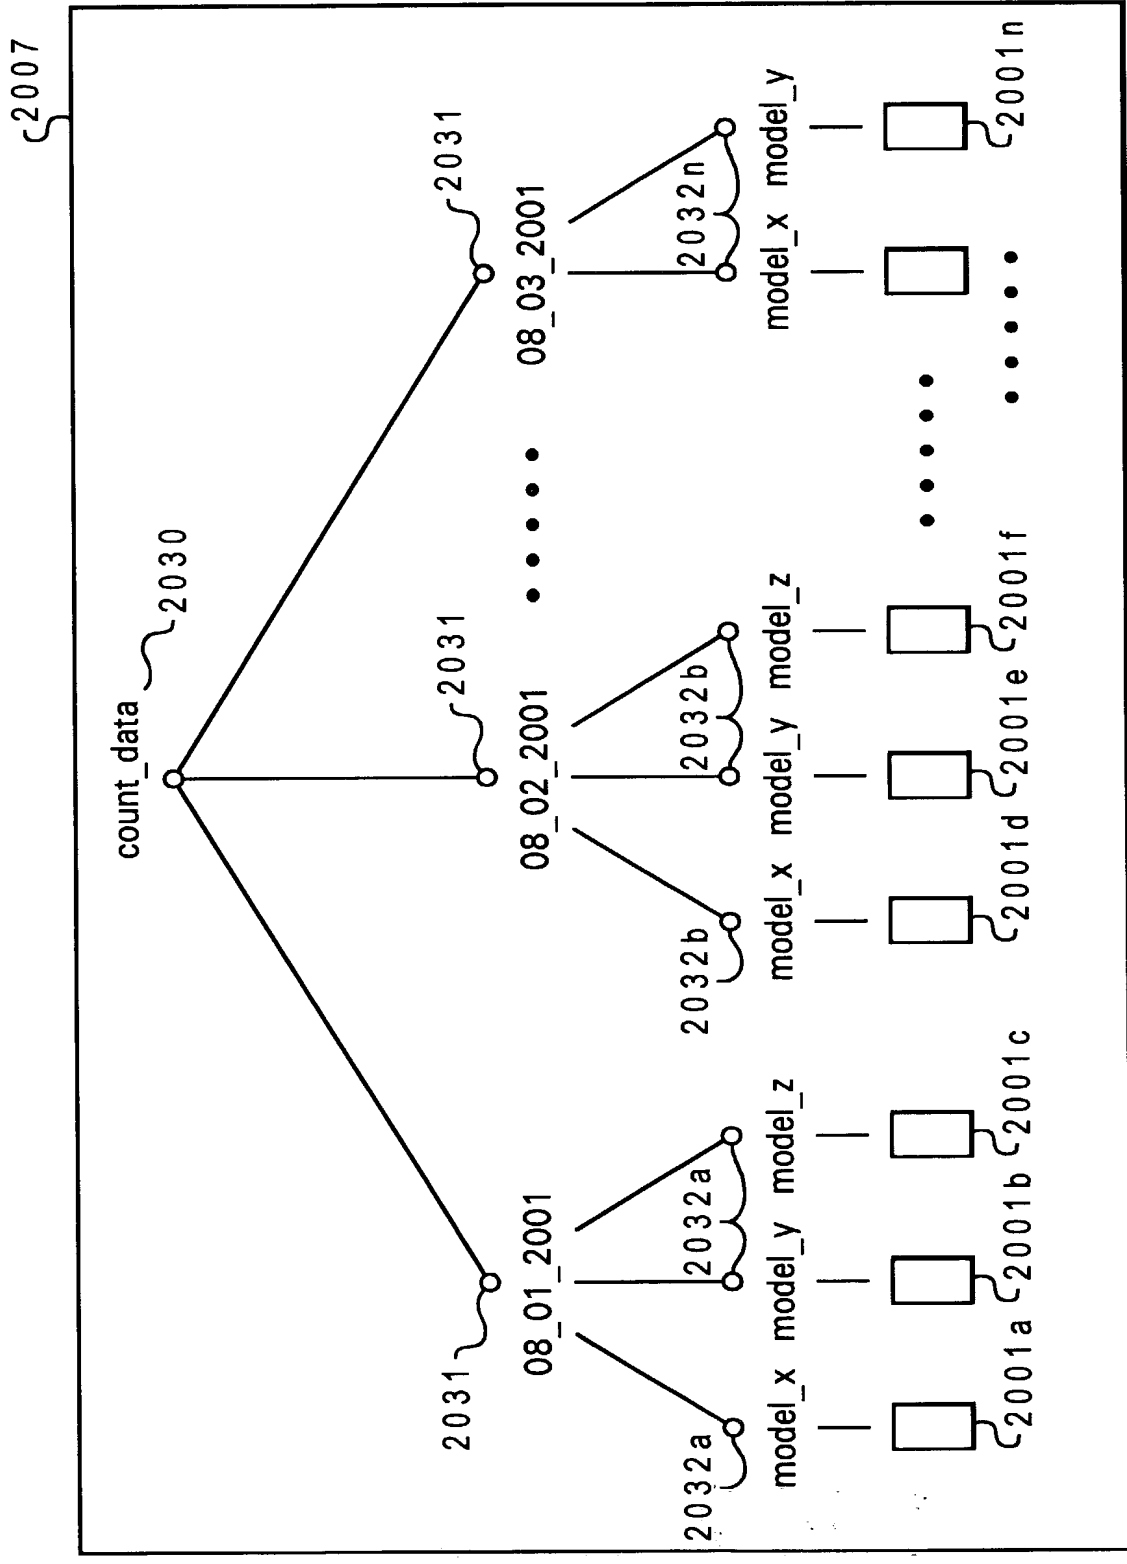 2007
count_data
2030
2031
2031
2031
08_01_2001
08_02_2001
08_03_2001
2032a
2032a
2032b
2032b
2032n
model_x model_y model_z
model_x model_y model_z
model_x model_y
2001a 2001b 2001c
2001d 2001e 2001f
2001n